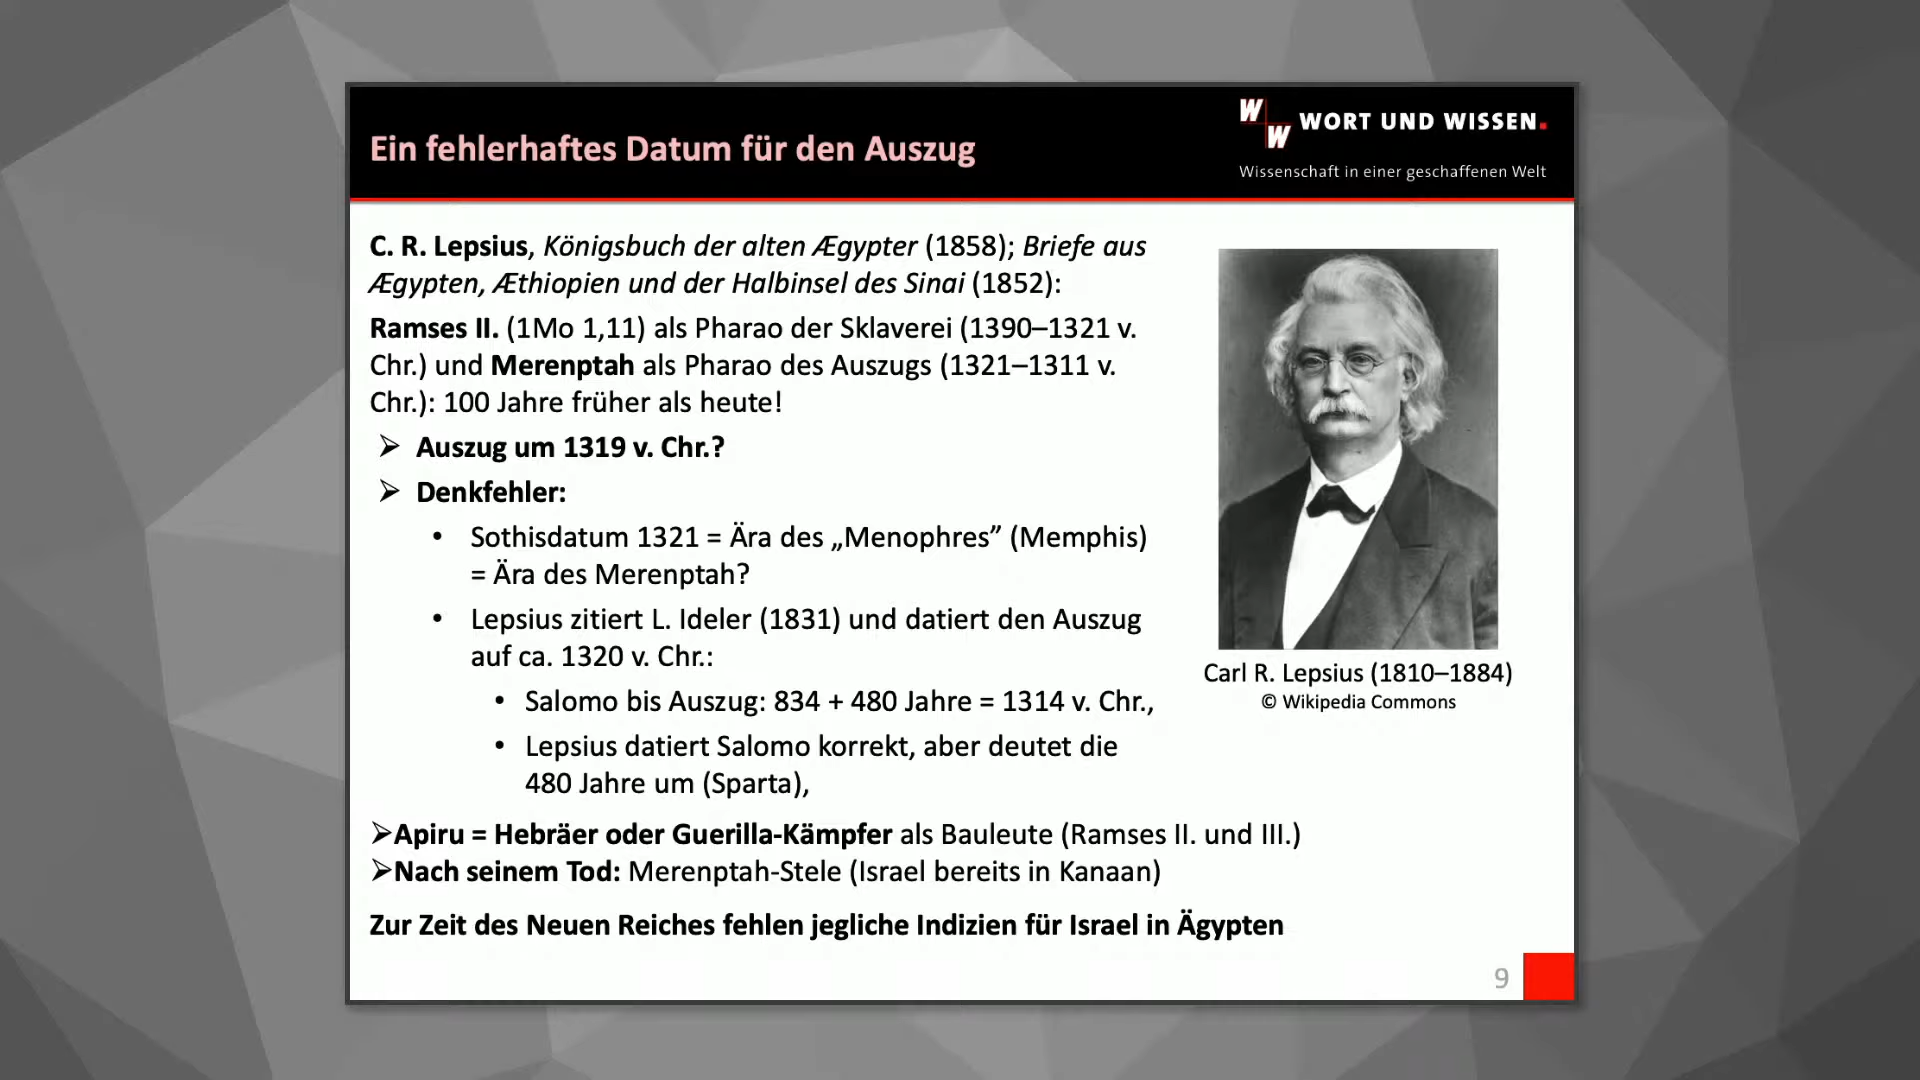 Ein fehlerhaftes Datum für den Auszug
WW WORT UND WISSEN.
Wissenschaft in einer geschaffenen Welt
C. R. Lepsius, Königsbuch der alten Ægypter (1858); Briefe aus
Ægypten, Æthiopien und der Halbinsel des Sinai (1852):
Ramses II. (1Mo 1,11) als Pharao der Sklaverei (1390–1321 v.
Chr.) und Merenptah als Pharao des Auszugs (1321–1311 v.
Chr.): 100 Jahre früher als heute!
➢ Auszug um 1319 v. Chr.?
➢ Denkfehler:
• Sothisdatum 1321 = Ära des „Menophres” (Memphis)
= Ära des Merenptah?
• Lepsius zitiert L. Ideler (1831) und datiert den Auszug
auf ca. 1320 v. Chr.:
• Salomo bis Auszug: 834 + 480 Jahre = 1314 v. Chr.,
• Lepsius datiert Salomo korrekt, aber deutet die
480 Jahre um (Sparta),
➢Apiru = Hebräer oder Guerilla-Kämpfer als Bauleute (Ramses II. und III.)
➢Nach seinem Tod: Merenptah-Stele (Israel bereits in Kanaan)
Zur Zeit des Neuen Reiches fehlen jegliche Indizien für Israel in Ägypten
Carl R. Lepsius (1810–1884)
© Wikipedia Commons
9